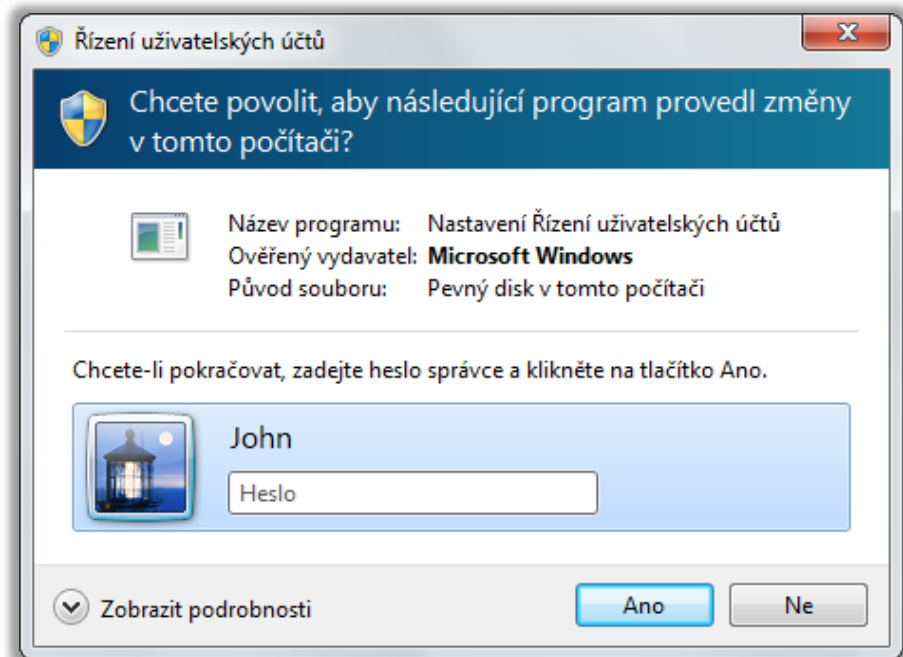 Řízení uživatelských účtů
Chcete povolit, aby následující program provedl změny
v tomto počítači?
Název programu: Nastavení Řízení uživatelských účtů
Ověřený vydavatel: Microsoft Windows
Původ souboru: Pevný disk v tomto počítači
Chcete-li pokračovat, zadejte heslo správce a klikněte na tlačítko Ano.
John
Heslo
Zobrazit podrobnosti
Ano
Ne